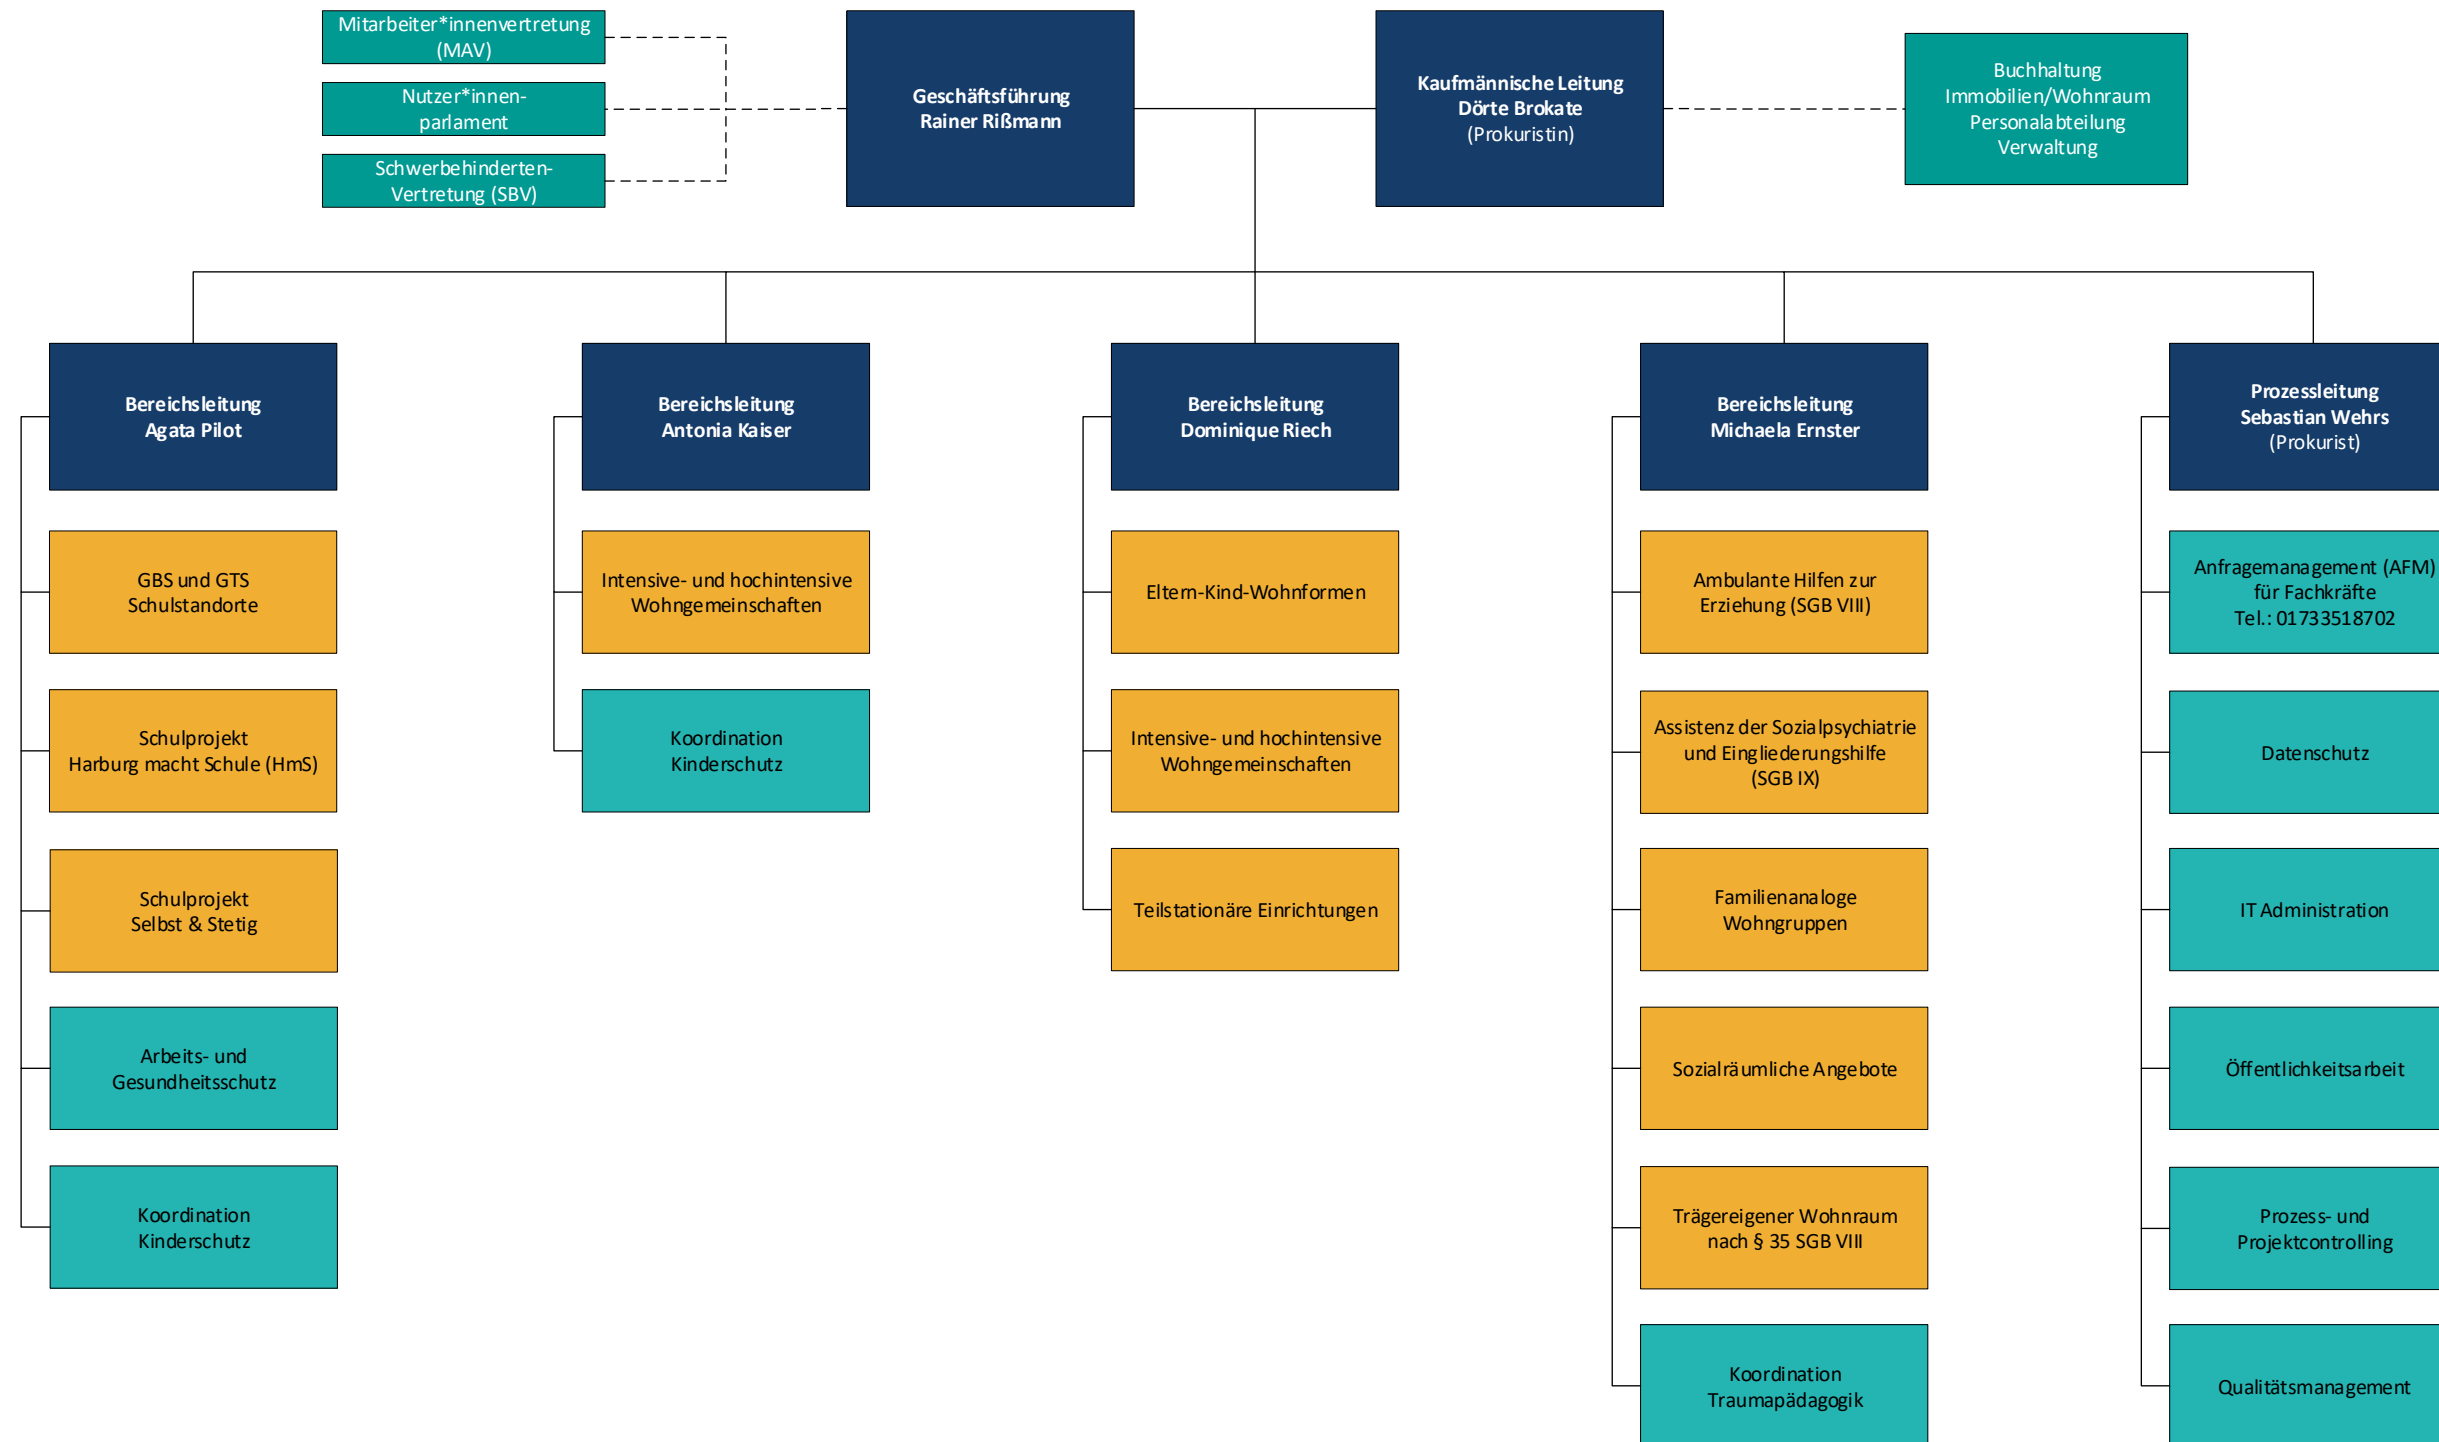 Mitarbeiter*innenvertretung
(MAV)
Nutzer*innen-
parlament
Schwerbehinderten-
Vertretung (SBV)
Geschäftsführung
Rainer Rißmann
Kaufmännische Leitung
Dörte Brokate
(Prokuristin)
Buchhaltung
Immobilien/Wohnraum
Personalabteilung
Verwaltung
Bereichsleitung
Agata Pilot
GBS und GTS
Schulstandorte
Schulprojekt
Harburg macht Schule (HmS)
Schulprojekt
Selbst & Stetig
Arbeits- und
Gesundheitsschutz
Koordination
Kinderschutz
Bereichsleitung
Antonia Kaiser
Intensive- und hochintensive
Wohngemeinschaften
Koordination
Kinderschutz
Bereichsleitung
Dominique Riech
Eltern-Kind-Wohnformen
Intensive- und hochintensive
Wohngemeinschaften
Teilstationäre Einrichtungen
Bereichsleitung
Michaela Ernster
Ambulante Hilfen zur
Erziehung (SGB VIII)
Assistenz der Sozialpsychiatrie
und Eingliederungshilfe
(SGB IX)
Familienanaloge
Wohngruppen
Sozialräumliche Angebote
Trägereigener Wohnraum
nach § 35 SGB VIII
Koordination
Traumapädagogik
Prozessleitung
Sebastian Wehrs
(Prokurist)
Anfragemanagement (AFM)
für Fachkräfte
Tel.: 01733518702
Datenschutz
IT Administration
Öffentlichkeitsarbeit
Prozess- und
Projektcontrolling
Qualitätsmanagement